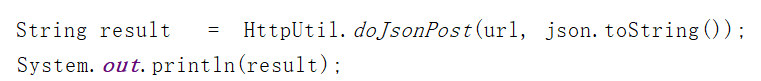 String result   =  HttpUtil.doJsonPost(url, json.toString());
System.out.println(result);